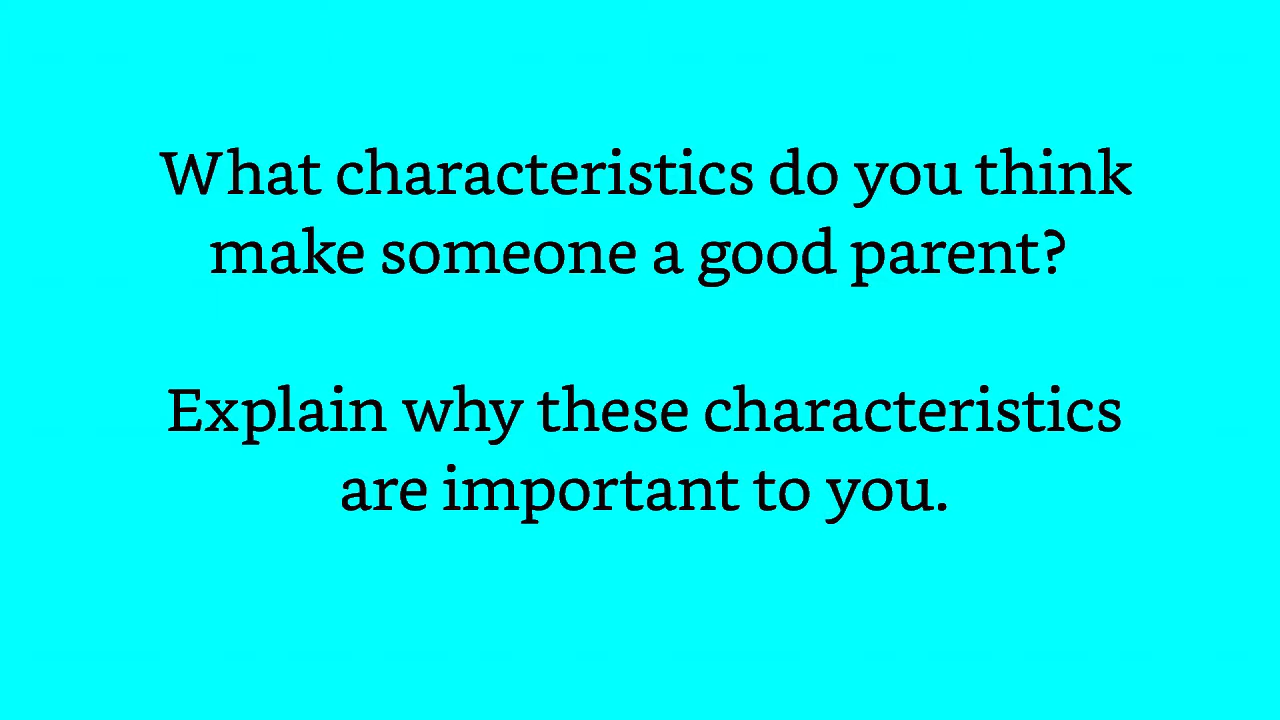 What characteristics do you think
make someone a good parent?
Explain why these characteristics
are important to you.